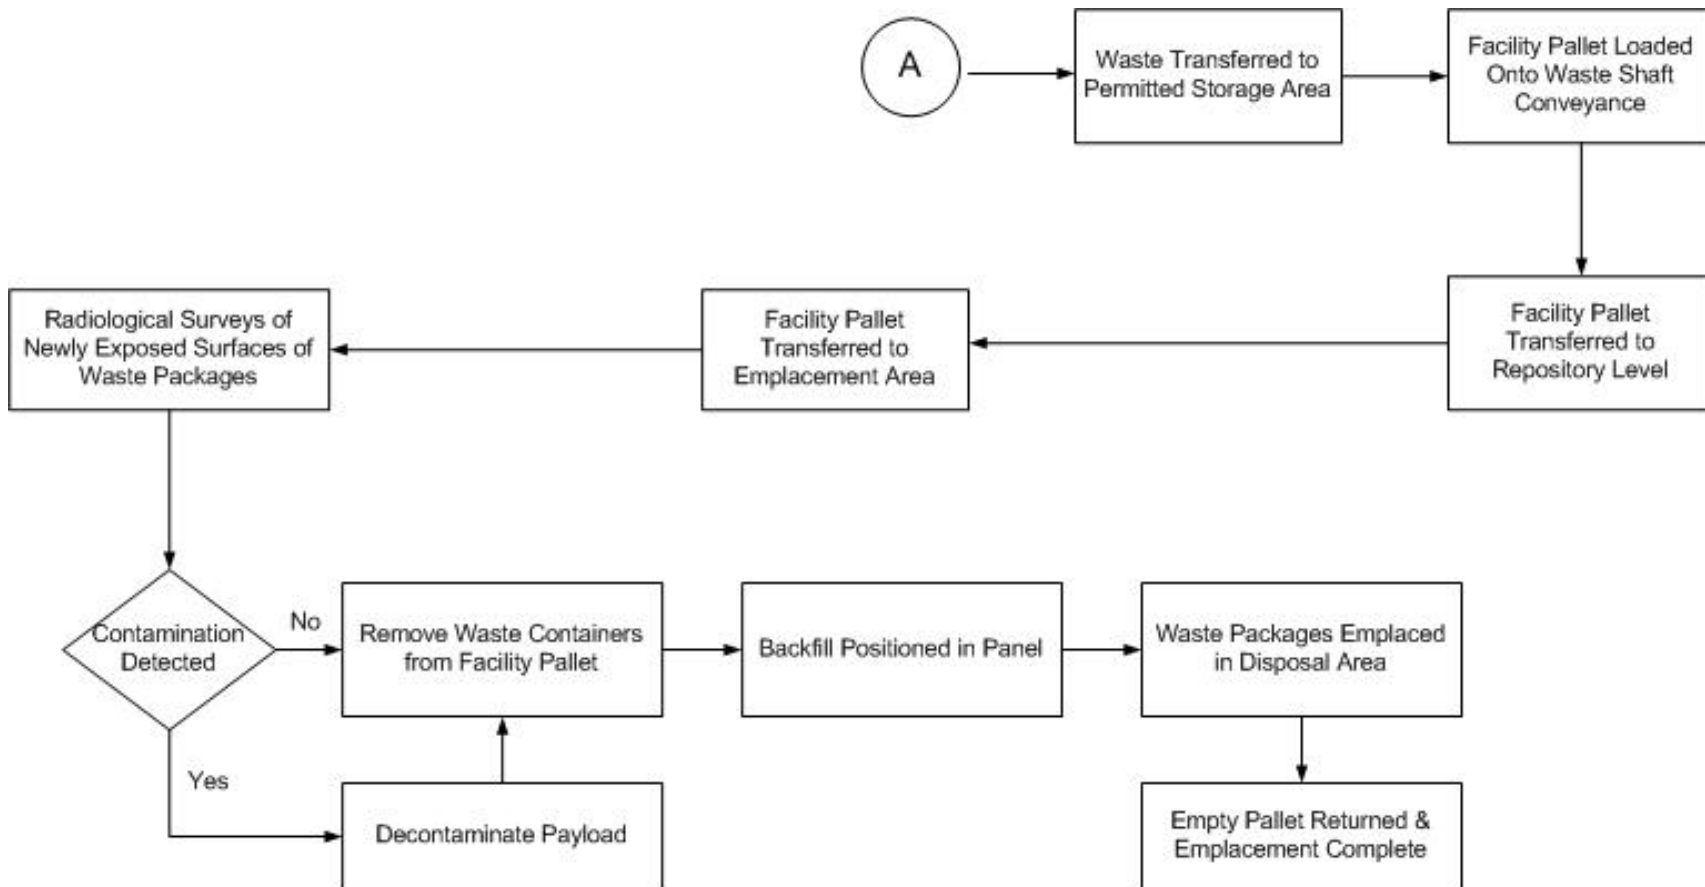 A
Waste Transferred to
Permitted Storage Area
Facility Pallet Loaded
Onto Waste Shaft
Conveyance
Facility Pallet
Transferred to
Repository Level
Facility Pallet
Transferred to
Emplacement Area
Radiological Surveys of
Newly Exposed Surfaces of
Waste Packages
Contamination
Detected
No
Yes
Decontaminate Payload
Remove Waste Containers
from Facility Pallet
Backfill Positioned in Panel
Waste Packages Emplaced
in Disposal Area
Empty Pallet Returned &
Emplacement Complete